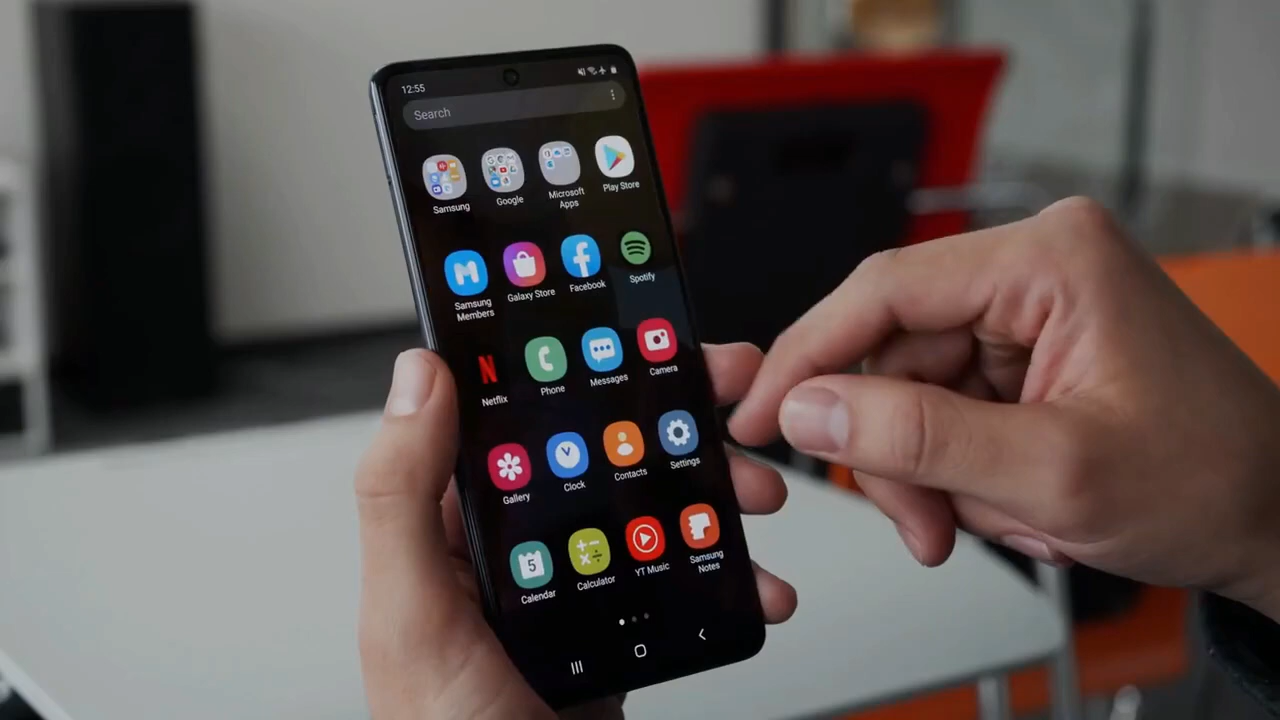 12:55
Search
Samsung
Google
Microsoft
Apps
Play Store
Samsung
Members
Galaxy Store
Facebook
Spotify
N
Netflix
Phone
Messages
Camera
Gallery
Clock
Contacts
Settings
5
Calendar
Calculator
YT Music
Samsung
Notes